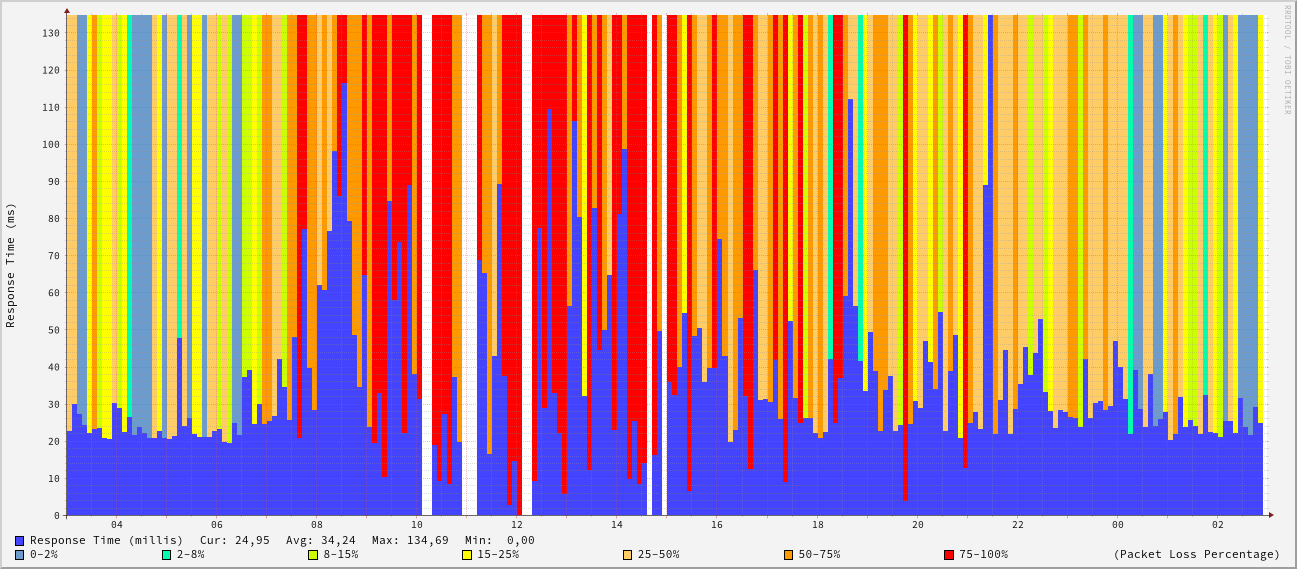 RRDTOOL / TOBI OETIKER
Response Time (ms)
130
120
110
100
90
80
70
60
50
40
30
20
10
0
04 06 08 10 12 14 16 18 20 22 00 02
Response Time (millis) Cur: 24,95 Avg: 34,24 Max: 134,69 Min: 0,00
0-2% 2-8% 8-15% 15-25% 25-50% 50-75% 75-100% (Packet Loss Percentage)